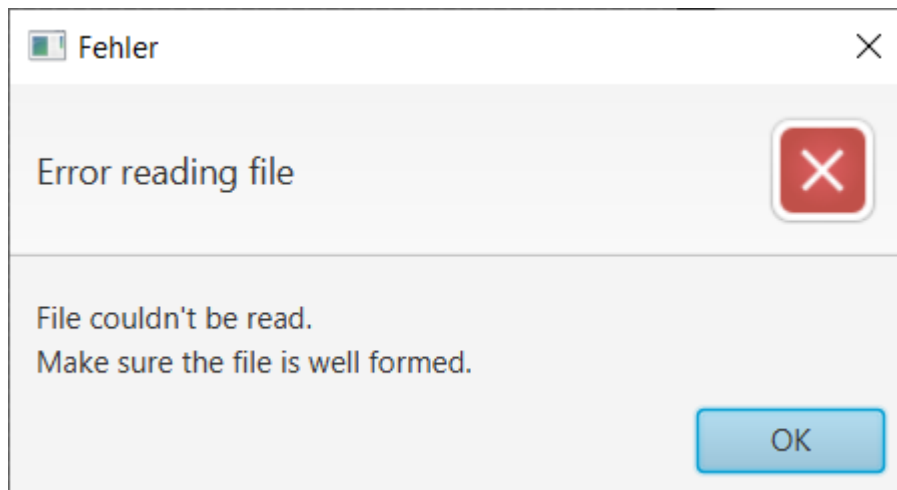 Fehler
Error reading file
File couldn't be read.
Make sure the file is well formed.
OK